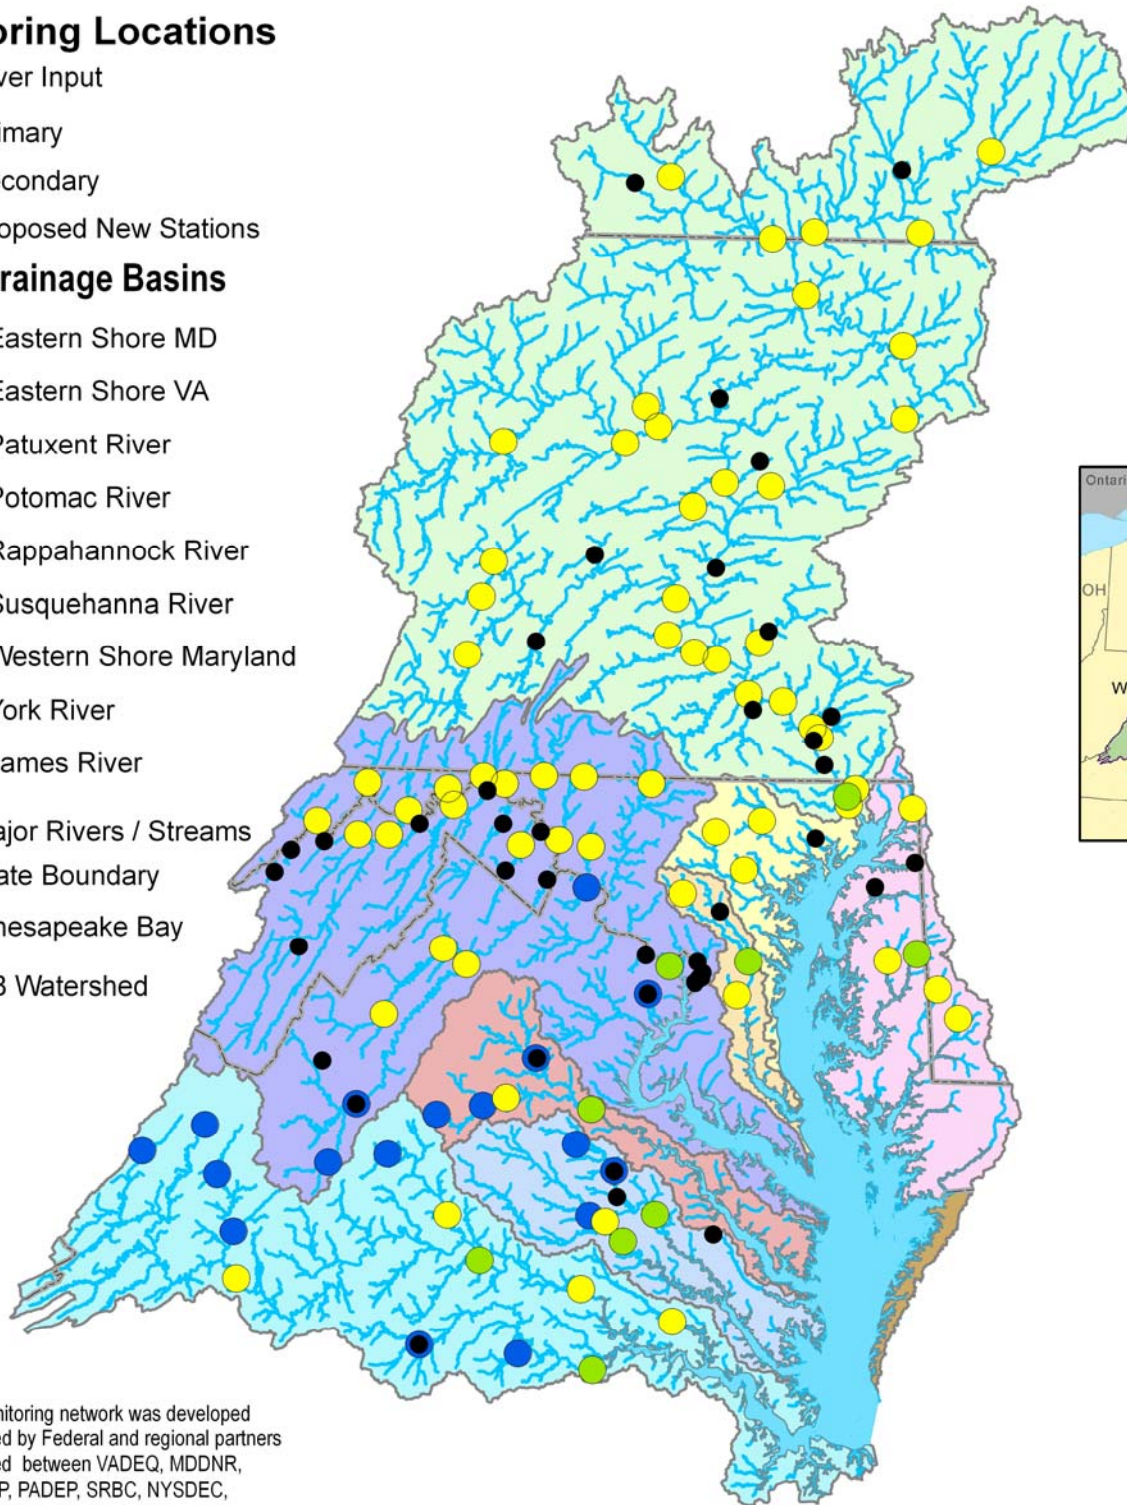 oring Locations
ver Input
imary
condary
oposed New Stations
rainage Basins
Eastern Shore MD
Eastern Shore VA
Patuxent River
Potomac River
Rappahannock River
Susquehanna River
Western Shore Maryland
York River
ames River
ajor Rivers / Streams
ate Boundary
hesapeake Bay
B Watershed
Ontari
OH
W
nitoring network was developed
ed by Federal and regional partners
ed between VADEQ, MDDNR,
P, PADEP, SRBC, NYSDEC,